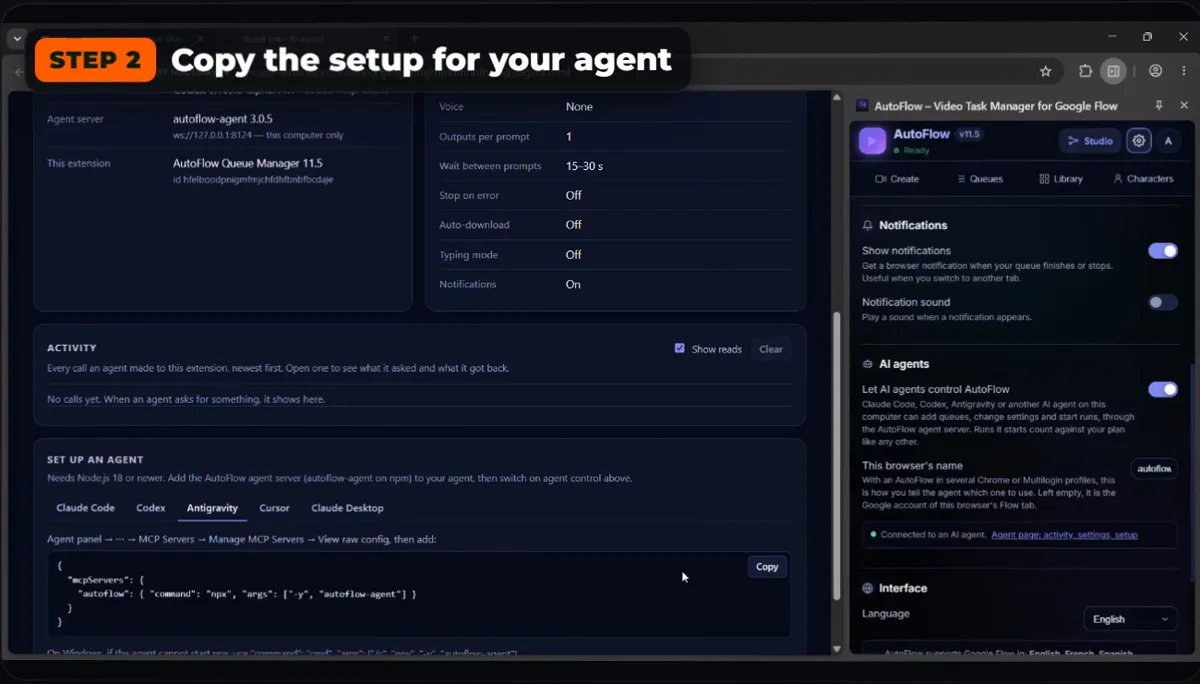 STEP 2 Copy the setup for your agent
Agent server
autoflow-agent 3.0.5
ws://127.0.0.1:8124 — this computer only
This extension
AutoFlow Queue Manager 11.5
Voice None
Outputs per prompt 1
Wait between prompts 15–30 s
Stop on error Off
Auto-download Off
Typing mode Off
Notifications On
ACTIVITY
Show reads Clear
Every call an agent made to this extension, newest first. Open one to see what it asked and what it got back.
No calls yet. When an agent asks for something, it shows here.
SET UP AN AGENT
Needs Node.js 18 or newer. Add the AutoFlow agent server (autoflow-agent on npm) to your agent, then switch on agent control above.
Claude Code Codex Antigravity Cursor Claude Desktop
Agent panel → ··· → MCP Servers → Manage MCP Servers → View raw config, then add:
Copy
{
"mcpServers": {
"autoflow": { "command": "npx", "args": ["-y", "autoflow-agent"] }
}
}
AutoFlow – Video Task Manager for Google Flow
AutoFlow v11.5
Ready
Studio
A
Create Queues Library Characters
Notifications
Show notifications
Get a browser notification when your queue finishes or stops.
Useful when you switch to another tab.
Notification sound
Play a sound when a notification appears.
AI agents
Let AI agents control AutoFlow
Claude Code, Codex, Antigravity or another AI agent on this
computer can add queues, change settings and start runs, through
the AutoFlow agent server. Runs it starts count against your plan
like any other.
This browser's name
autoflow
With an AutoFlow in several Chrome or Multilogin profiles, this
is how you tell the agent which one to use. Left empty, it is the
Google account of this browser's Flow tab.
Connected to an AI agent. Agent page: activity, settings, setup
Interface
Language
English
AutoFlow supports Google Flow in: English, French, Spanish,